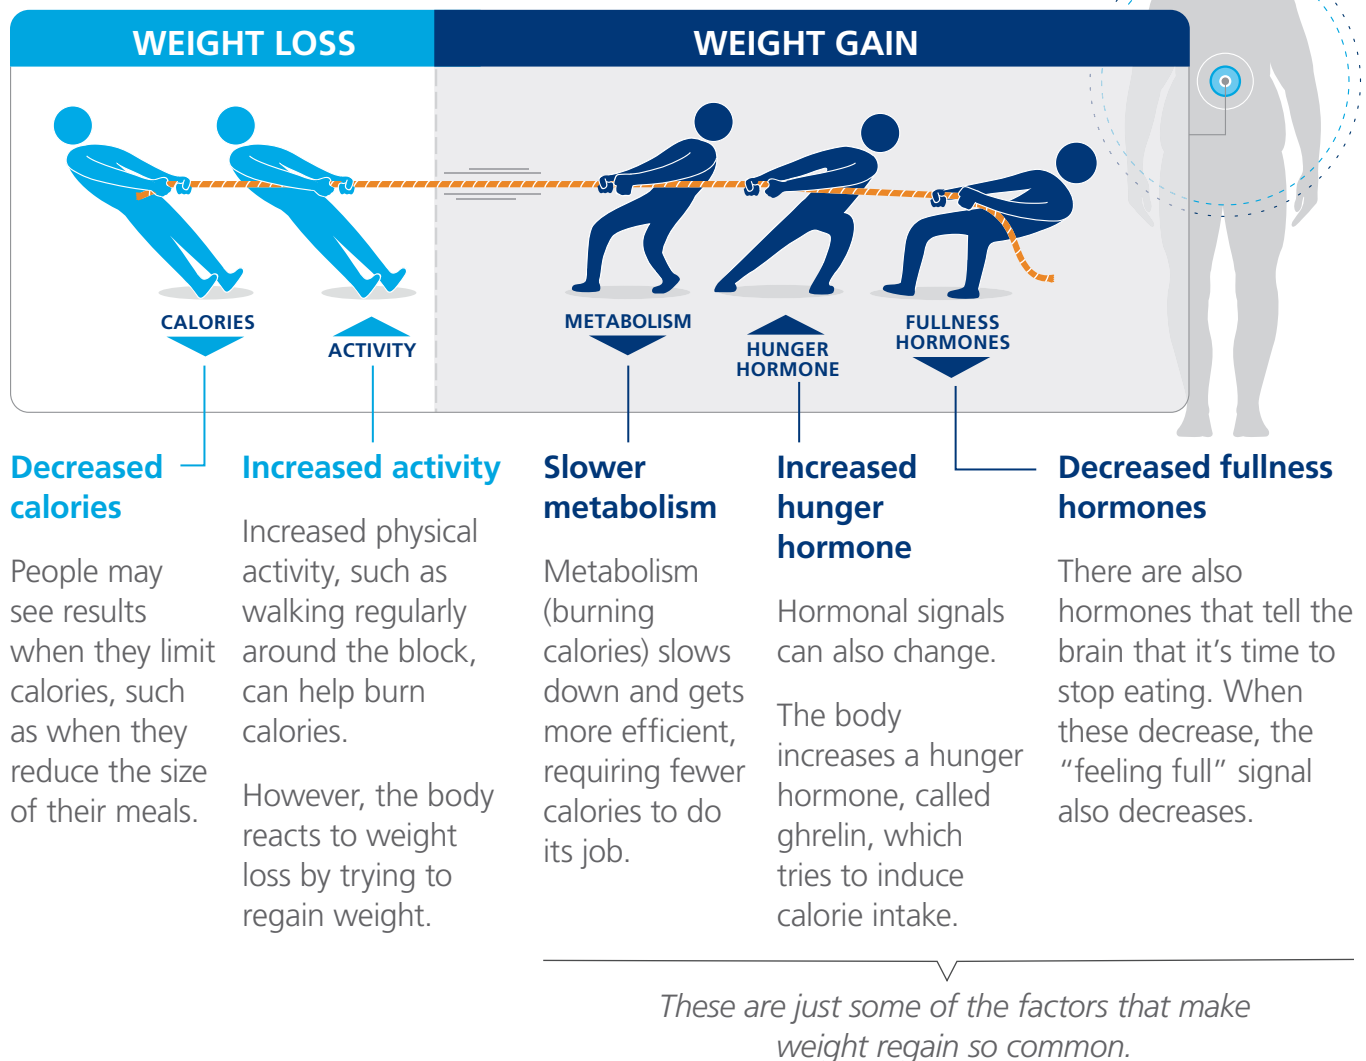 WEIGHT LOSS
WEIGHT GAIN
CALORIES
ACTIVITY
METABOLISM
HUNGER
HORMONE
FULLNESS
HORMONES
Decreased
calories
People may
see results
when they limit
calories, such
as when they
reduce the size
of their meals.
Increased activity
Increased physical
activity, such as
walking regularly
around the block,
can help burn
calories.
However, the body
reacts to weight
loss by trying to
regain weight.
Slower
metabolism
Metabolism
(burning
calories) slows
down and gets
more efficient,
requiring fewer
calories to do
its job.
Increased
hunger
hormone
Hormonal signals
can also change.
The body
increases a hunger
hormone, called
ghrelin, which
tries to induce
calorie intake.
Decreased fullness
hormones
There are also
hormones that tell the
brain that it’s time to
stop eating. When
these decrease, the
“feeling full” signal
also decreases.
These are just some of the factors that make
weight regain so common.